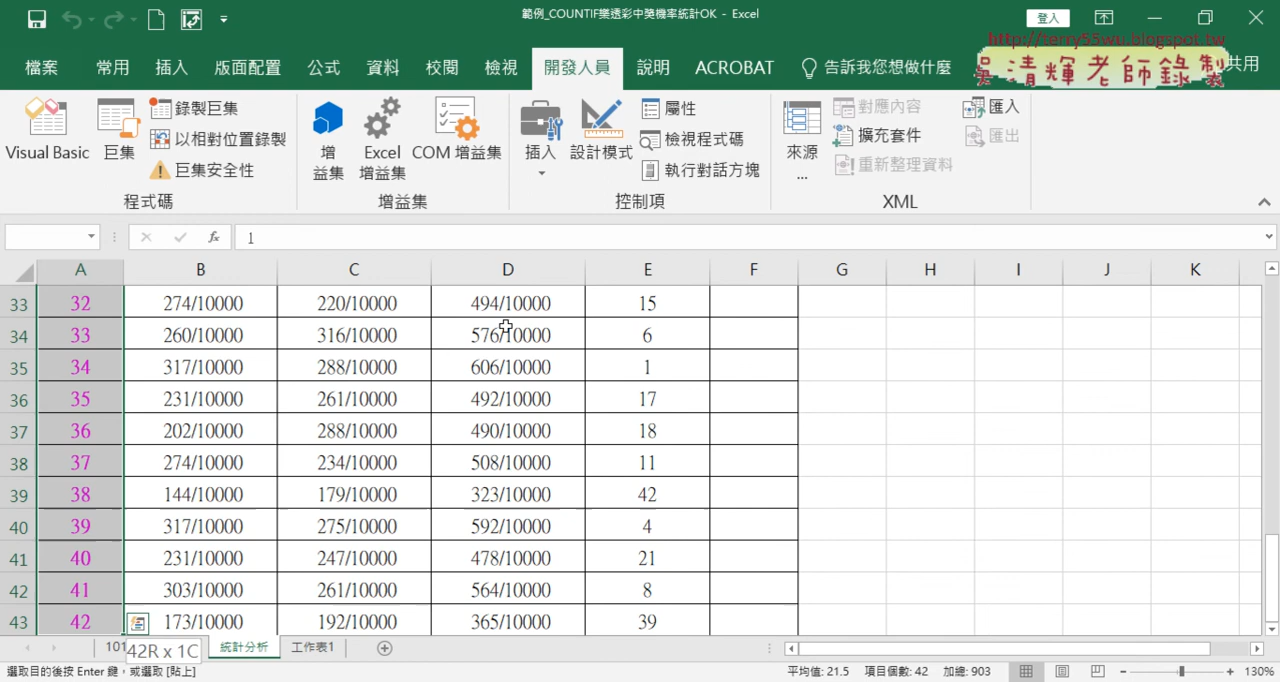 範例_COUNTIF樂透彩中獎機率統計OK - Excel
登入
http://terry55wu.blogspot.tw
吳清輝老師錄製
檔案 常用 插入 版面配置 公式 資料 校閱 檢視 開發人員 說明 ACROBAT 告訴我您想做什麼 共用
Visual Basic 巨集 錄製巨集 以相對位置錄製 巨集安全性
程式碼
增益集 Excel 增益集 COM 增益集
增益集
插入 設計模式 屬性 檢視程式碼 執行對話方塊
控制項
來源... 對應內容 擴充套件 重新整理資料 匯入 匯出
XML
fx 1
A B C D E F G H I J K
33 32 274/10000 220/10000 494/10000 15
34 33 260/10000 316/10000 576/10000 6
35 34 317/10000 288/10000 606/10000 1
36 35 231/10000 261/10000 492/10000 17
37 36 202/10000 288/10000 490/10000 18
38 37 274/10000 234/10000 508/10000 11
39 38 144/10000 179/10000 323/10000 42
40 39 317/10000 275/10000 592/10000 4
41 40 231/10000 247/10000 478/10000 21
42 41 303/10000 261/10000 564/10000 8
43 42 173/10000 192/10000 365/10000 39
101 42R x 1C 統計分析 工作表1
選取目的後按 Enter 鍵，或選取 [貼上] 平均值: 21.5 項目個數: 42 加總: 903 130%